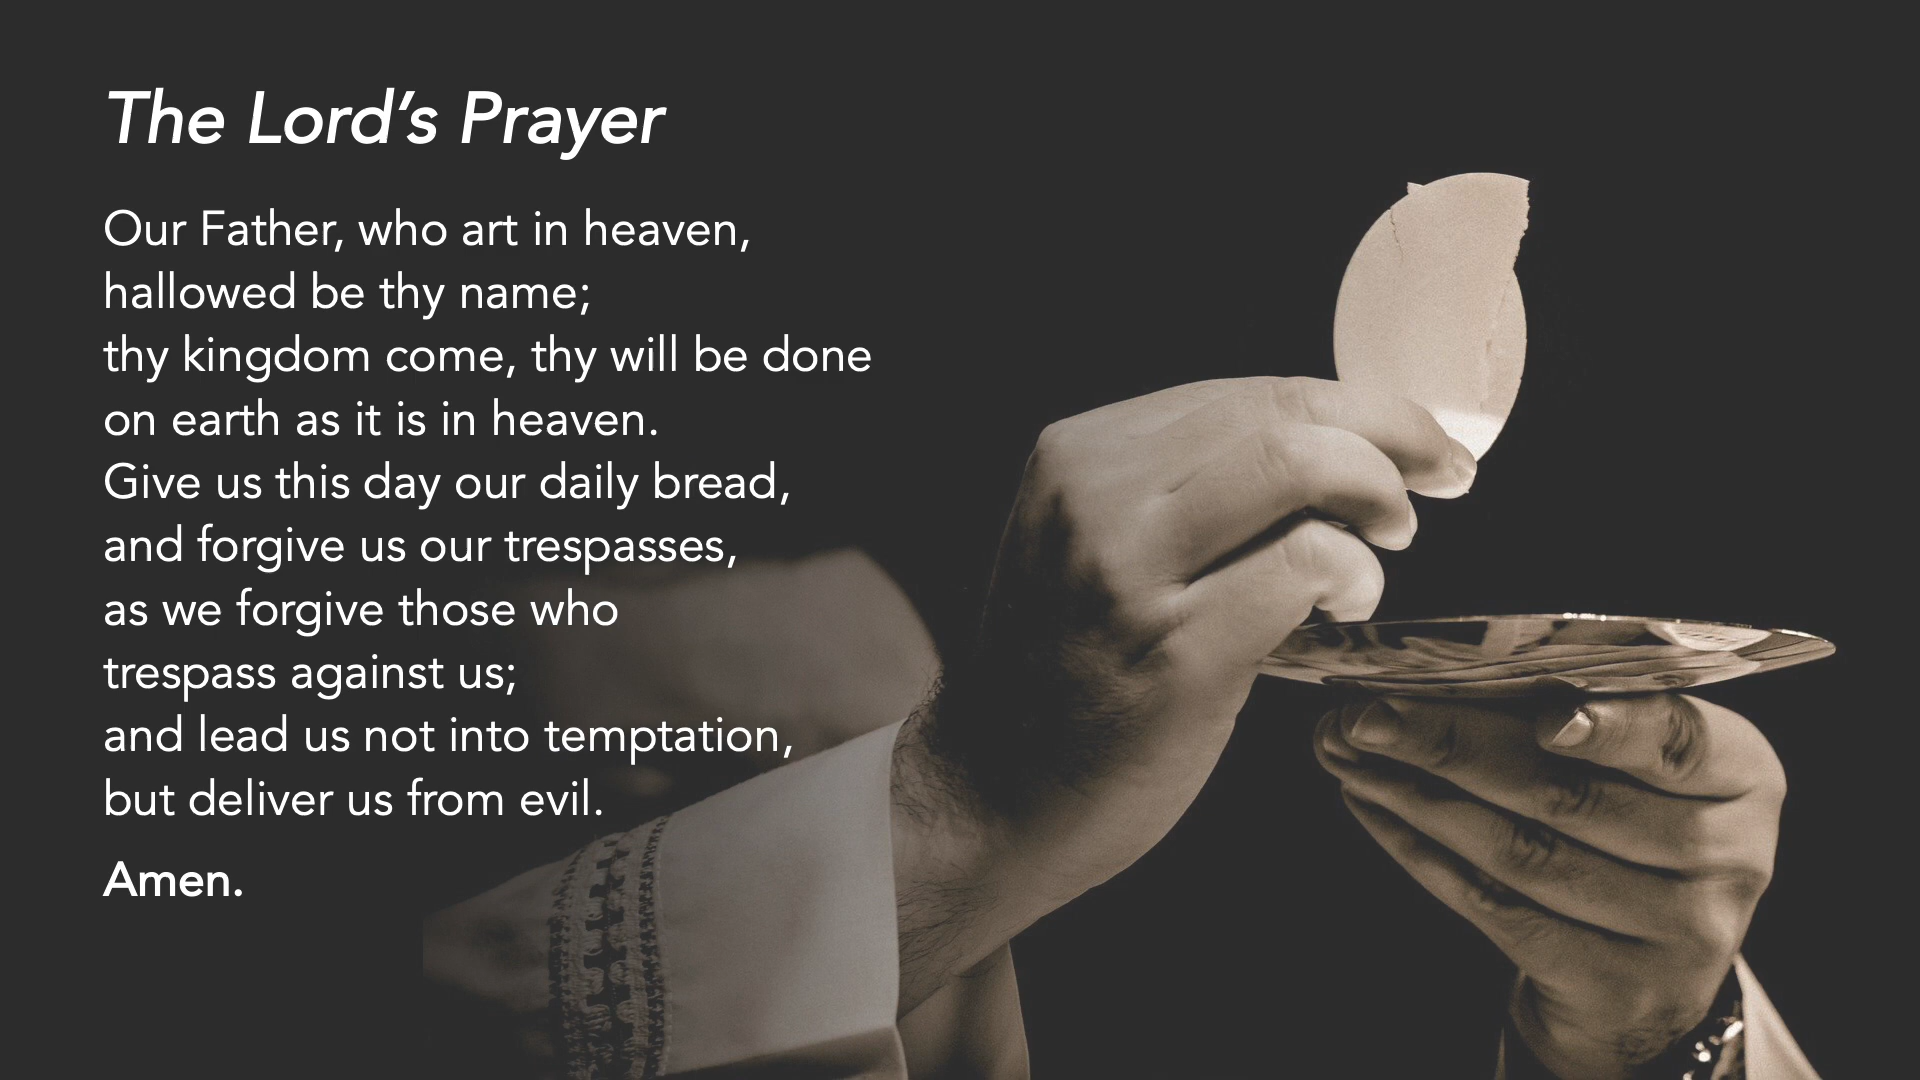 The Lord’s Prayer
Our Father, who art in heaven,
hallowed be thy name;
thy kingdom come, thy will be done
on earth as it is in heaven.
Give us this day our daily bread,
and forgive us our trespasses,
as we forgive those who
trespass against us;
and lead us not into temptation,
but deliver us from evil.
Amen.